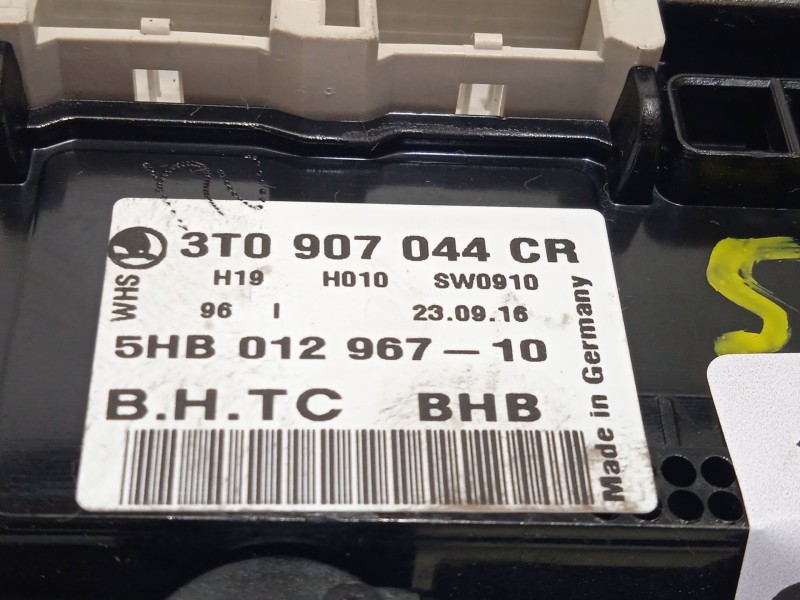 3T0 907 044 CR
H19 H010 SW0910
96 I 23.09.16
5HB 012 967-10
B.H.TC BHB
WHS
Made in Germany
S